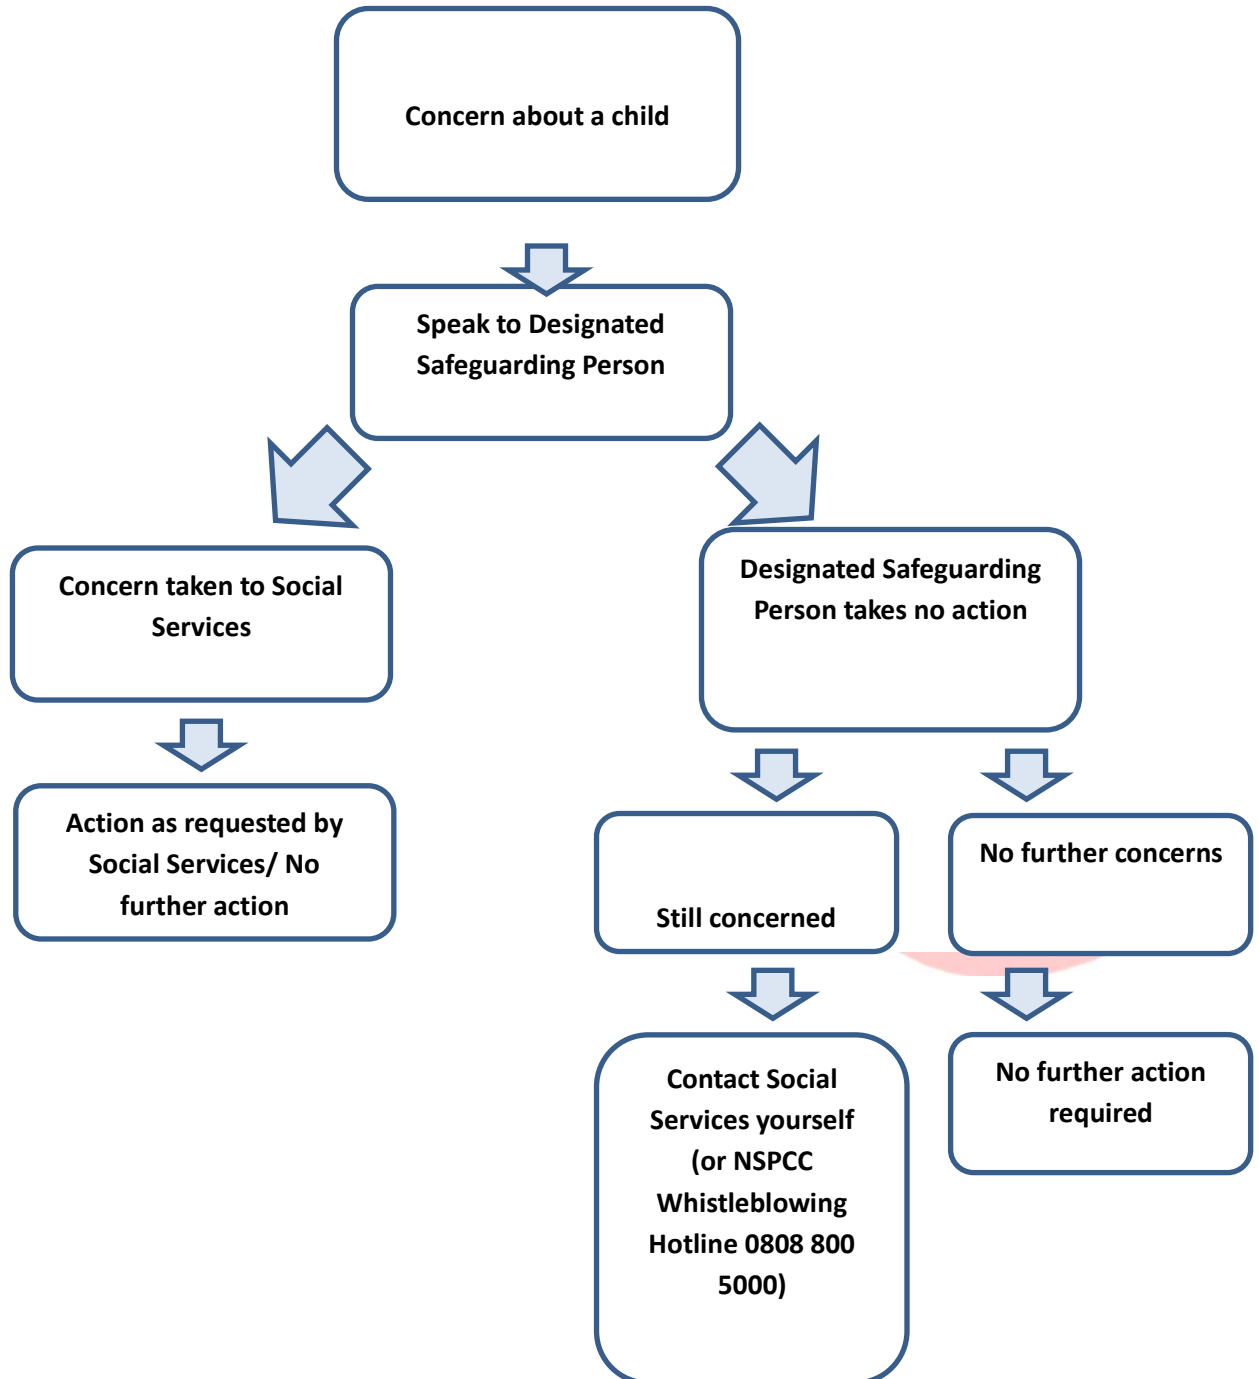 Concern about a child
Speak to Designated
Safeguarding Person
Concern taken to Social
Services
Designated Safeguarding
Person takes no action
Action as requested by
Social Services/ No
further action
Still concerned
No further concerns
Contact Social
Services yourself
(or NSPCC
Whistleblowing
Hotline 0808 800
5000)
No further action
required